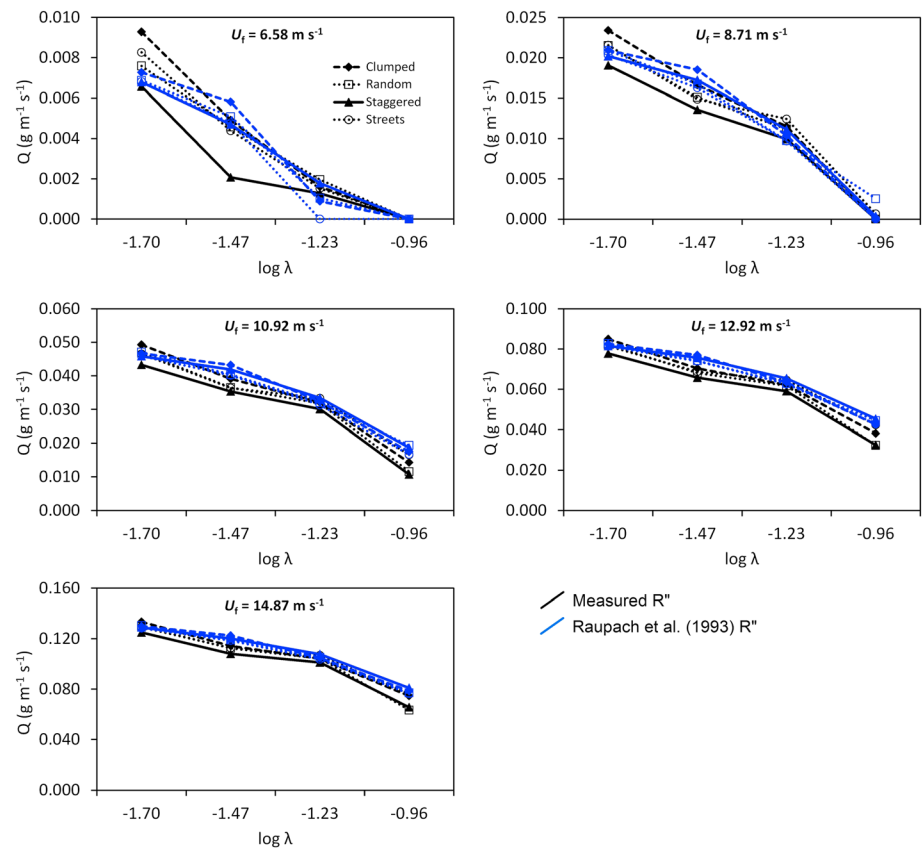 U_f = 6.58 m s⁻¹
Q (g m⁻¹ s⁻¹)
0.010
0.008
0.006
0.004
0.002
0.000
Clumped
Random
Staggered
Streets
-1.70 -1.47 -1.23 -0.96
log λ
U_f = 8.71 m s⁻¹
Q (g m⁻¹ s⁻¹)
0.025
0.020
0.015
0.010
0.005
0.000
-1.70 -1.47 -1.23 -0.96
log λ
U_f = 10.92 m s⁻¹
Q (g m⁻¹ s⁻¹)
0.060
0.050
0.040
0.030
0.020
0.010
0.000
-1.70 -1.47 -1.23 -0.96
log λ
U_f = 12.92 m s⁻¹
Q (g m⁻¹ s⁻¹)
0.100
0.080
0.060
0.040
0.020
0.000
-1.70 -1.47 -1.23 -0.96
log λ
U_f = 14.87 m s⁻¹
Q (g m⁻¹ s⁻¹)
0.160
0.120
0.080
0.040
0.000
-1.70 -1.47 -1.23 -0.96
log λ
Measured R"
Raupach et al. (1993) R"